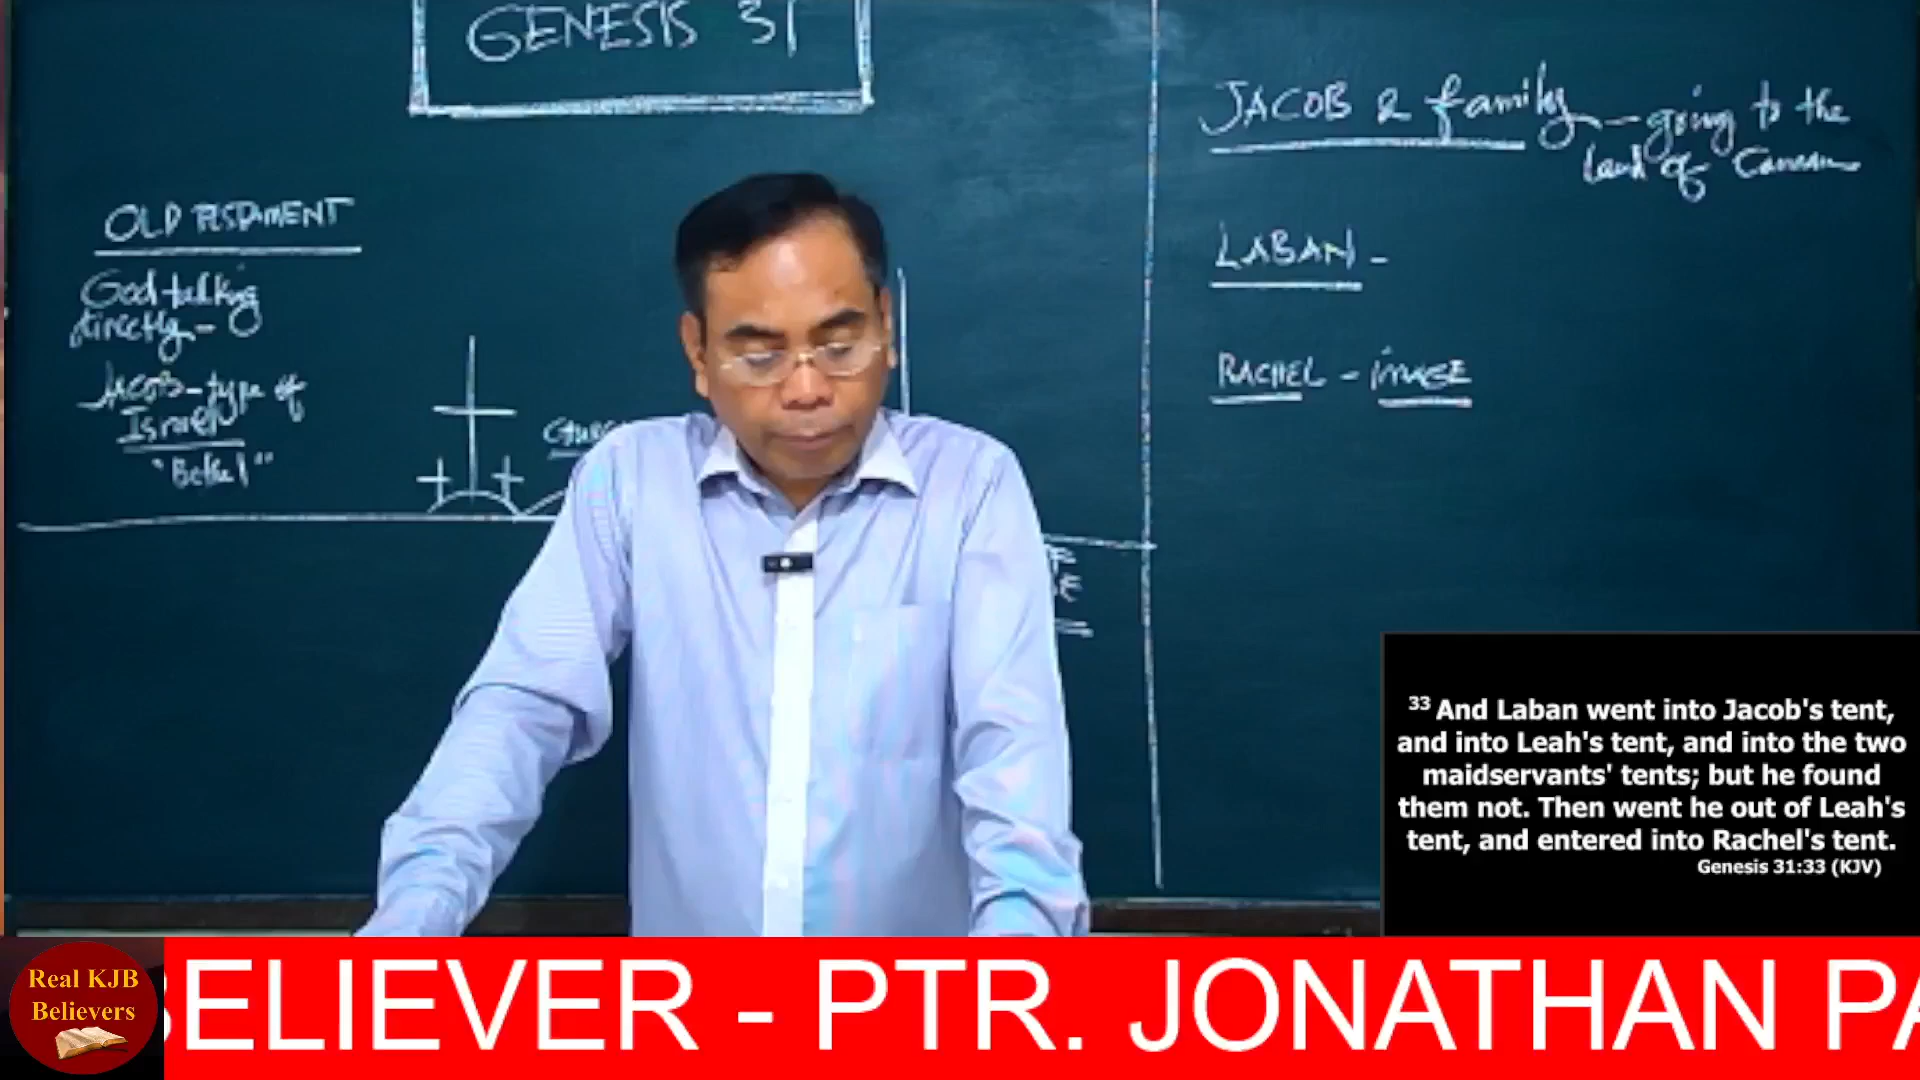 GENESIS 31
OLD TESTAMENT
God talking
directly -
Jacob - type of
Israel
"Bethel"
JACOB & family - going to the
land of Canaan
LABAN -
RACHEL - image
33 And Laban went into Jacob's tent,
and into Leah's tent, and into the two
maidservants' tents; but he found
them not. Then went he out of Leah's
tent, and entered into Rachel's tent.
Genesis 31:33 (KJV)
Real KJB
Believers
BELIEVER - PTR. JONATHAN PA